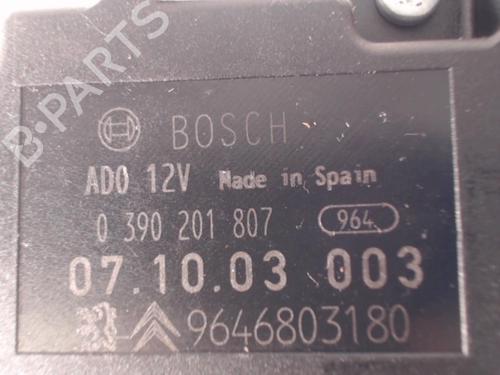 B-PARTS
BOSCH
ADO 12V Made in Spain
0 390 201 807 964
07.10.03 003
9646803180